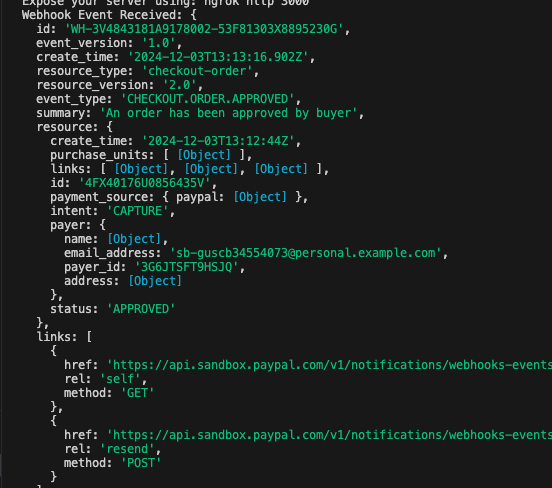 Expose your server using: ngrok http 3000
Webhook Event Received: {
id: 'WH-3V4843181A9178002-53F81303X8895230G',
event_version: '1.0',
create_time: '2024-12-03T13:13:16.902Z',
resource_type: 'checkout-order',
resource_version: '2.0',
event_type: 'CHECKOUT.ORDER.APPROVED',
summary: 'An order has been approved by buyer',
resource: {
create_time: '2024-12-03T13:12:44Z',
purchase_units: [ [Object] ],
links: [ [Object], [Object], [Object] ],
id: '4FX40176U0856435V',
payment_source: { paypal: [Object] },
intent: 'CAPTURE',
payer: {
name: [Object],
email_address: 'sb-guscb34554073@personal.example.com',
payer_id: '3G6JTSFT9HSJQ',
address: [Object]
},
status: 'APPROVED'
},
links: [
{
href: 'https://api.sandbox.paypal.com/v1/notifications/webhooks-events
rel: 'self',
method: 'GET'
},
{
href: 'https://api.sandbox.paypal.com/v1/notifications/webhooks-events
rel: 'resend',
method: 'POST'
}
]